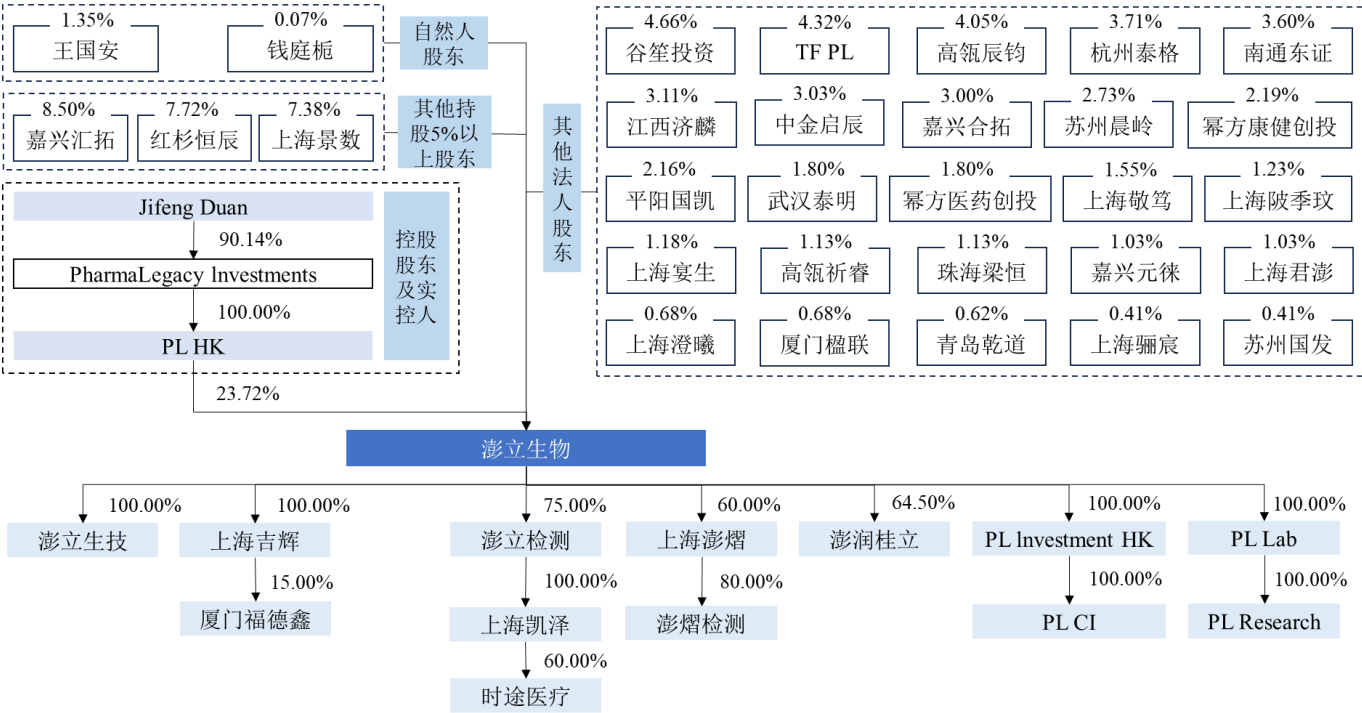 1.35%
王国安
0.07%
钱庭栀
自然人
股东
8.50%
嘉兴汇拓
7.72%
红杉恒辰
7.38%
上海景数
其他持
股5%以
上股东
Jifeng Duan
90.14%
PharmaLegacy lnvestments
100.00%
PL HK
控股
股东
及实
控人
23.72%
其他法人股东
4.66%
谷笙投资
4.32%
TF PL
4.05%
高瓴辰钧
3.71%
杭州泰格
3.60%
南通东证
3.11%
江西济麟
3.03%
中金启辰
3.00%
嘉兴合拓
2.73%
苏州晨岭
2.19%
幂方康健创投
2.16%
平阳国凯
1.80%
武汉泰明
1.80%
幂方医药创投
1.55%
上海敬笃
1.23%
上海陂季玟
1.18%
上海宴生
1.13%
高瓴祈睿
1.13%
珠海梁恒
1.03%
嘉兴元徕
1.03%
上海君澎
0.68%
上海澄曦
0.68%
厦门楹联
0.62%
青岛乾道
0.41%
上海骊宸
0.41%
苏州国发
澎立生物
100.00%
澎立生技
100.00%
上海吉辉
75.00%
澎立检测
60.00%
上海澎熠
64.50%
澎润桂立
100.00%
PL lnvestment HK
100.00%
PL Lab
15.00%
厦门福德鑫
100.00%
上海凯泽
80.00%
澎熠检测
100.00%
PL CI
100.00%
PL Research
60.00%
时途医疗